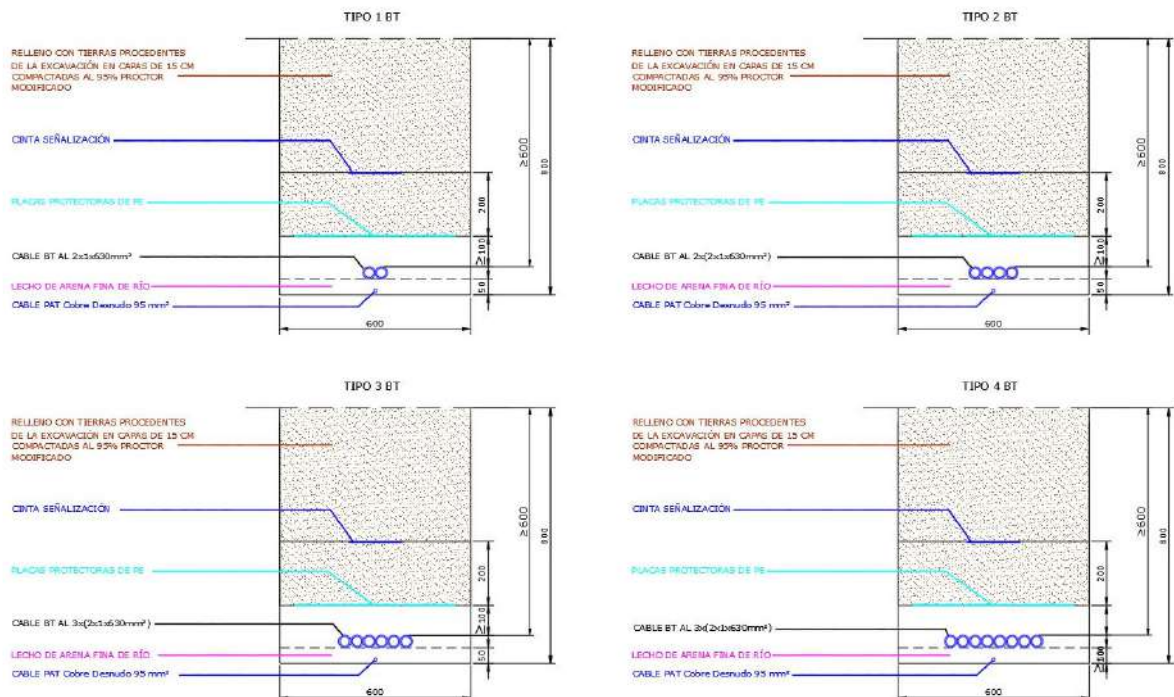 TIPO 1 BT
RELLENO CON TIERRAS PROCEDENTES
DE LA EXCAVACIÓN EN CAPAS DE 15 CM
COMPACTADAS AL 95% PROCTOR
MODIFICADO
CINTA SEÑALIZACIÓN
PLACAS PROTECTORAS DE PE
CABLE BT AL 2x1x630mm²
LECHO DE ARENA FINA DE RÍO
CABLE PAT Cobre Desnudo 95 mm²
≥600
800
200
≥100
50
600
TIPO 2 BT
RELLENO CON TIERRAS PROCEDENTES
DE LA EXCAVACIÓN EN CAPAS DE 15 CM
COMPACTADAS AL 95% PROCTOR
MODIFICADO
CINTA SEÑALIZACIÓN
PLACAS PROTECTORAS DE PE
CABLE BT AL 2x(2x1x630mm²)
LECHO DE ARENA FINA DE RÍO
CABLE PAT Cobre Desnudo 95 mm²
≥600
800
200
≥100
50
600
TIPO 3 BT
RELLENO CON TIERRAS PROCEDENTES
DE LA EXCAVACIÓN EN CAPAS DE 15 CM
COMPACTADAS AL 95% PROCTOR
MODIFICADO
CINTA SEÑALIZACIÓN
PLACAS PROTECTORAS DE PE
CABLE BT AL 3x(2x1x630mm²)
LECHO DE ARENA FINA DE RÍO
CABLE PAT Cobre Desnudo 95 mm²
≥600
800
200
≥100
50
600
TIPO 4 BT
RELLENO CON TIERRAS PROCEDENTES
DE LA EXCAVACIÓN EN CAPAS DE 15 CM
COMPACTADAS AL 95% PROCTOR
MODIFICADO
CINTA SEÑALIZACIÓN
PLACAS PROTECTORAS DE PE
CABLE BT AL 3x(2x1x630mm²)
LECHO DE ARENA FINA DE RÍO
CABLE PAT Cobre Desnudo 95 mm²
≥600
800
200
600